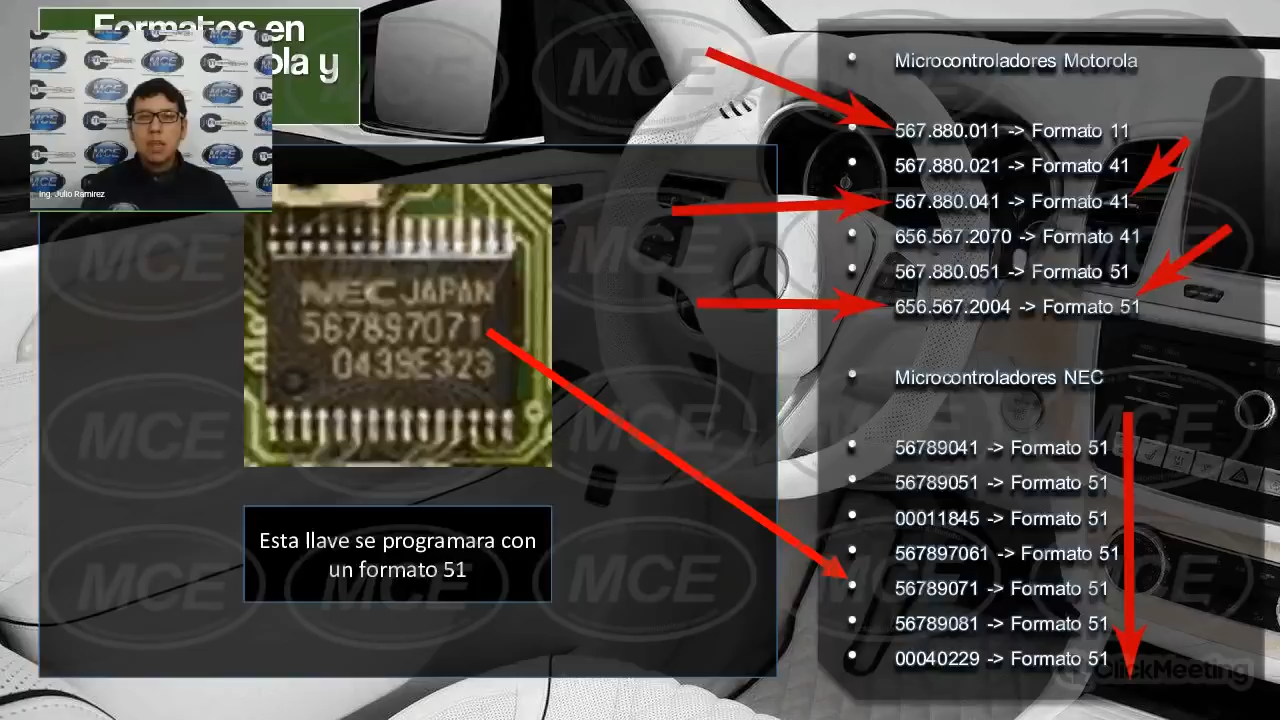 Formatos en
ola y
Ing. Julio Ramirez
NEC JAPAN
567897071
0439E323
Esta llave se programara con
un formato 51
Microcontroladores Motorola
567.880.011 -> Formato 11
567.880.021 -> Formato 41
567.880.041 -> Formato 41
656.567.2070 -> Formato 41
567.880.051 -> Formato 51
656.567.2004 -> Formato 51
Microcontroladores NEC
56789041 -> Formato 51
56789051 -> Formato 51
00011845 -> Formato 51
567897061 -> Formato 51
56789071 -> Formato 51
56789081 -> Formato 51
00040229 -> Formato 51
ClickMeeting
MCE